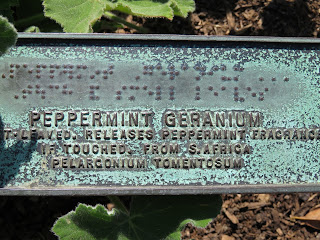 PEPPERMINT GERANIUM
T-LEAVED. RELEASES PEPPERMINT FRAGRANCE
IF TOUCHED. FROM S. AFRICA
PELARGONIUM TOMENTOSUM